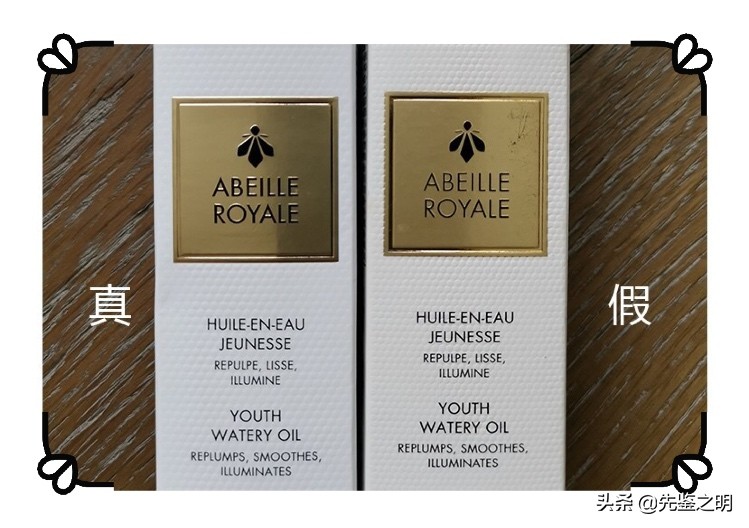 ABEILLE
ROYALE
HUILE-EN-EAU
JEUNESSE
REPULPE, LISSE,
ILLUMINE
YOUTH
WATERY OIL
REPLUMPS, SMOOTHES,
ILLUMINATES
真
ABEILLE
ROYALE
HUILE-EN-EAU
JEUNESSE
REPULPE, LISSE,
ILLUMINE
YOUTH
WATERY OIL
REPLUMPS, SMOOTHES,
ILLUMINATES
假
头条 @先鉴之明